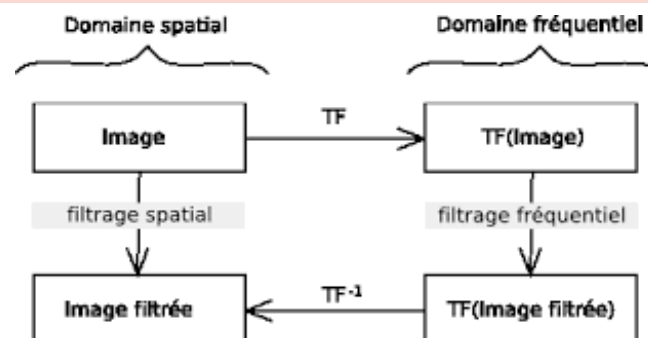 Domaine spatial
Domaine fréquentiel
Image
TF
TF(Image)
filtrage spatial
filtrage fréquentiel
Image filtrée
TF-1
TF(Image filtrée)